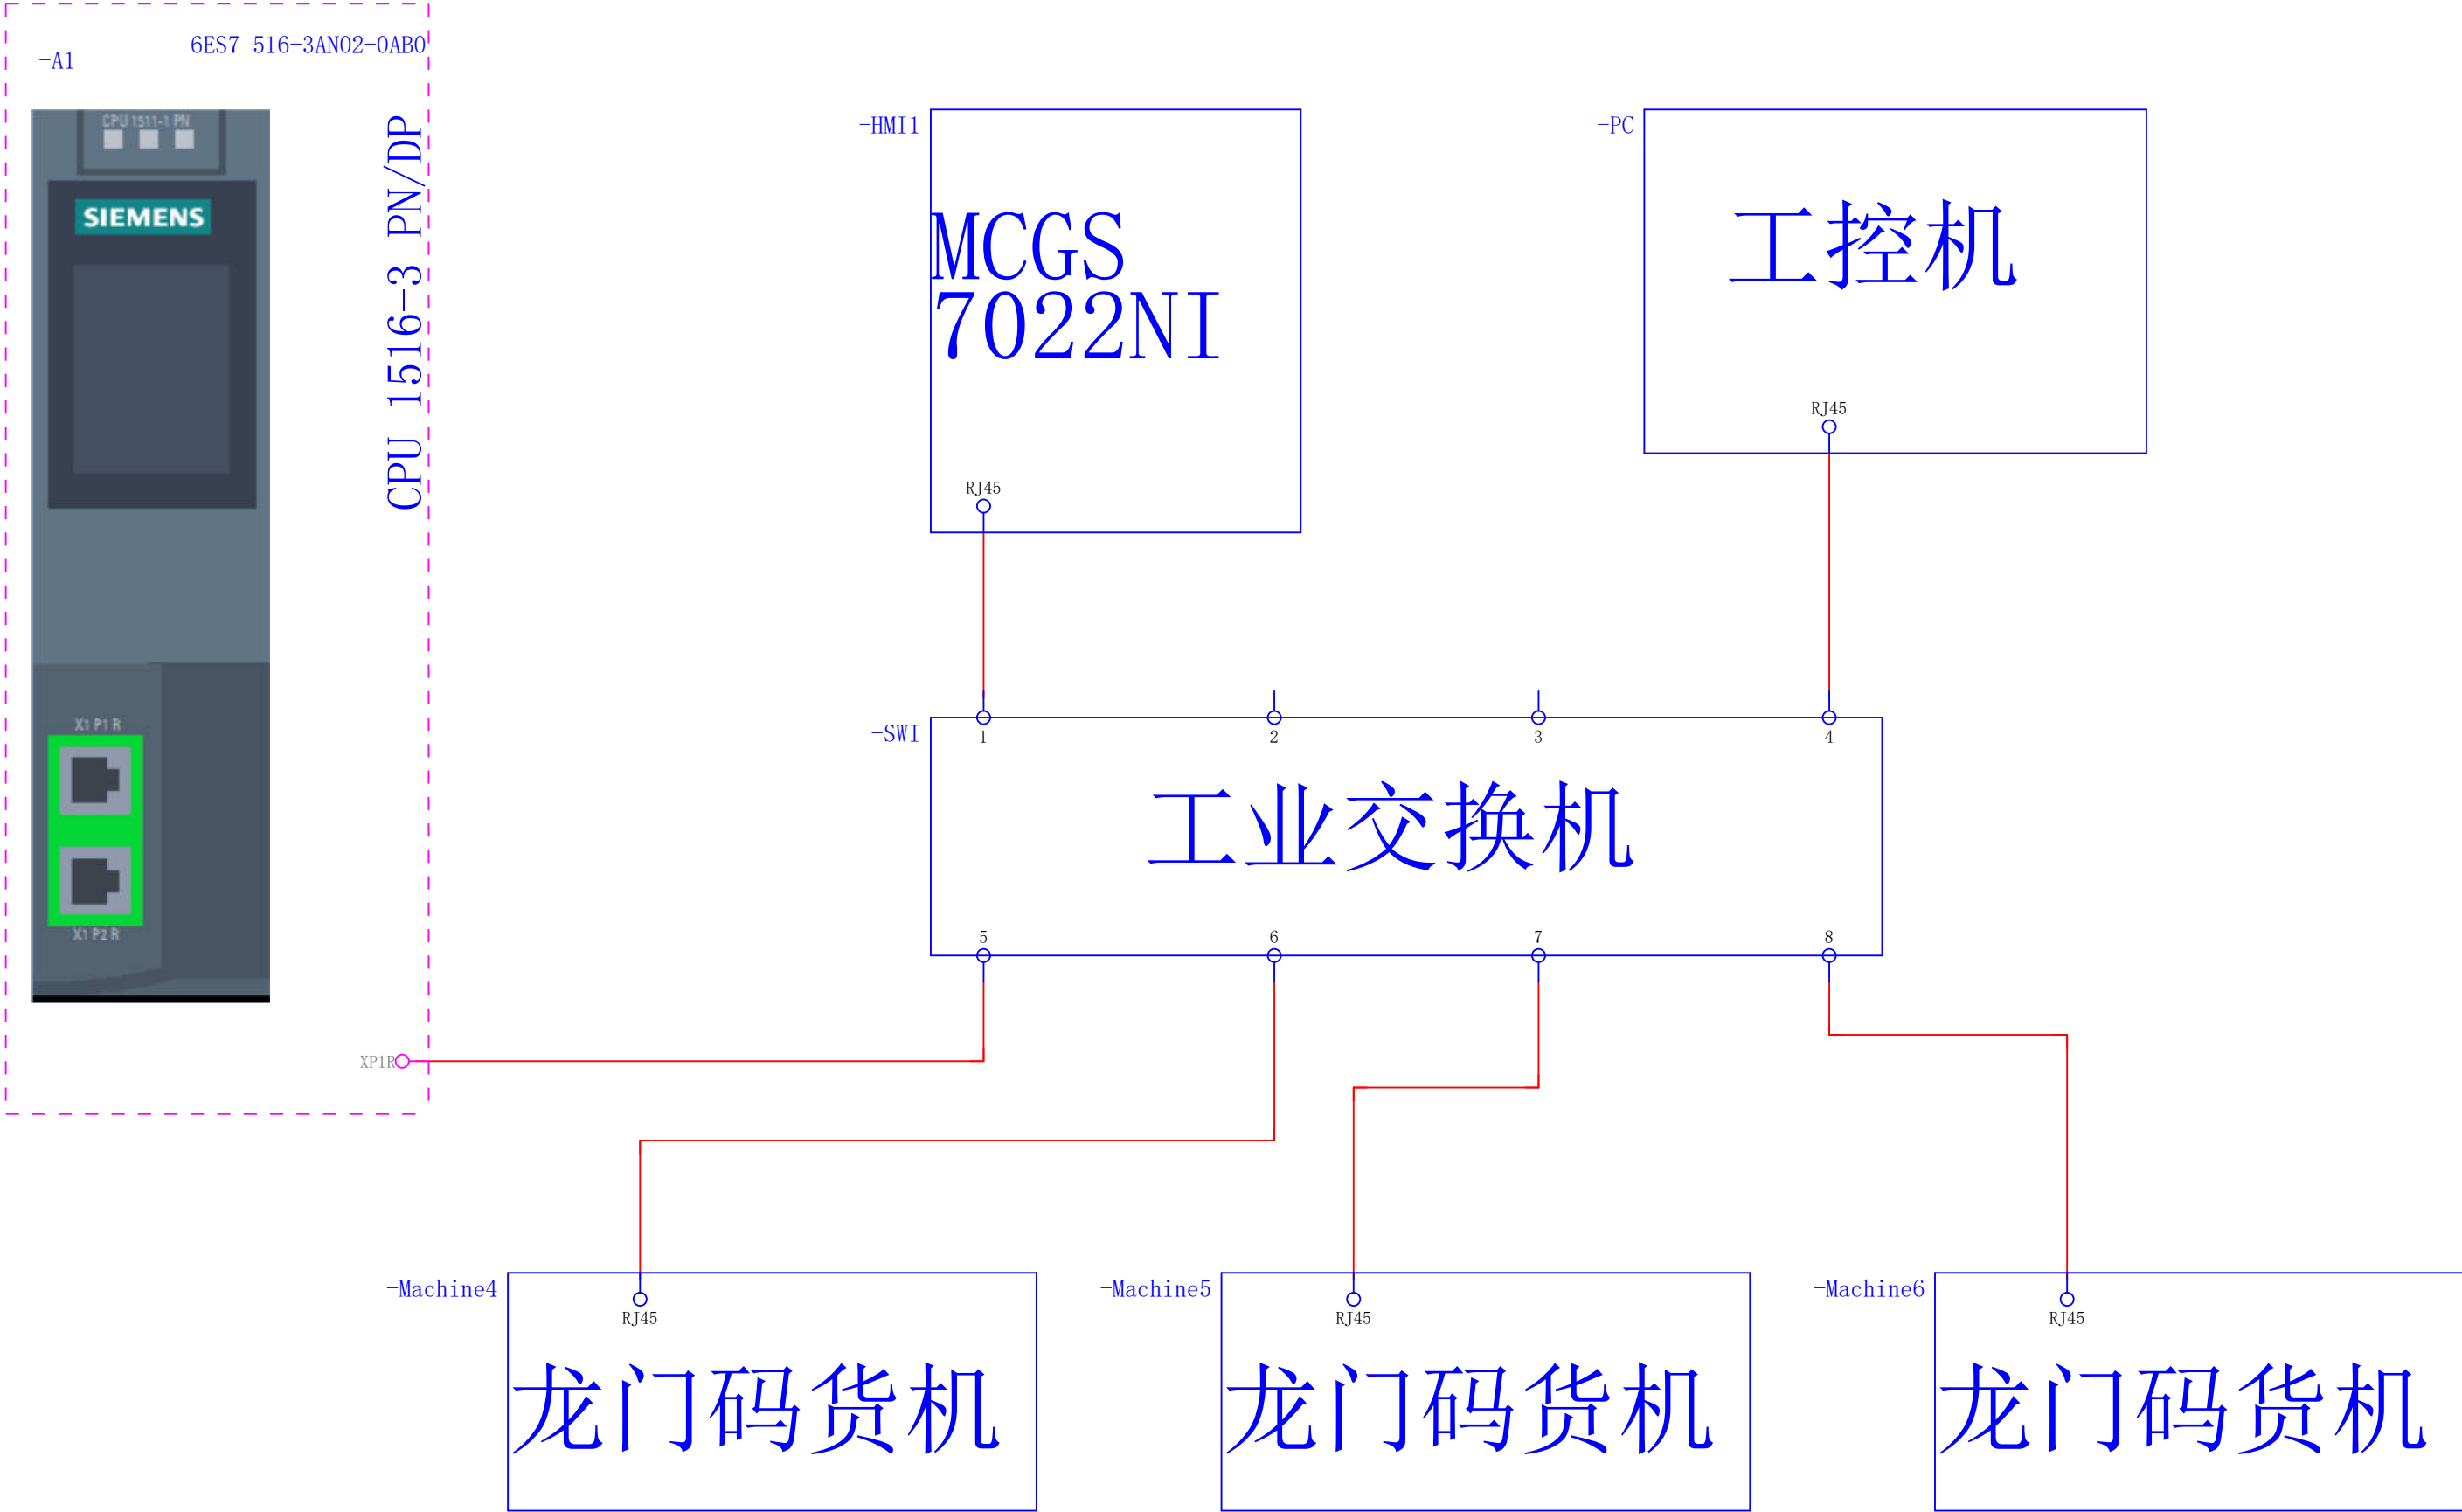 -A1
6ES7 516-3AN02-0AB0
CPU 1511-1 PN
SIEMENS
CPU 1516-3 PN/DP
X1 P1 R
X1 P2 R
XP1R
-HMI1
MCGS
7022NI
RJ45
-PC
工控机
RJ45
-SWI
1
2
3
4
工业交换机
5
6
7
8
-Machine4
RJ45
龙门码货机
-Machine5
RJ45
龙门码货机
-Machine6
RJ45
龙门码货机